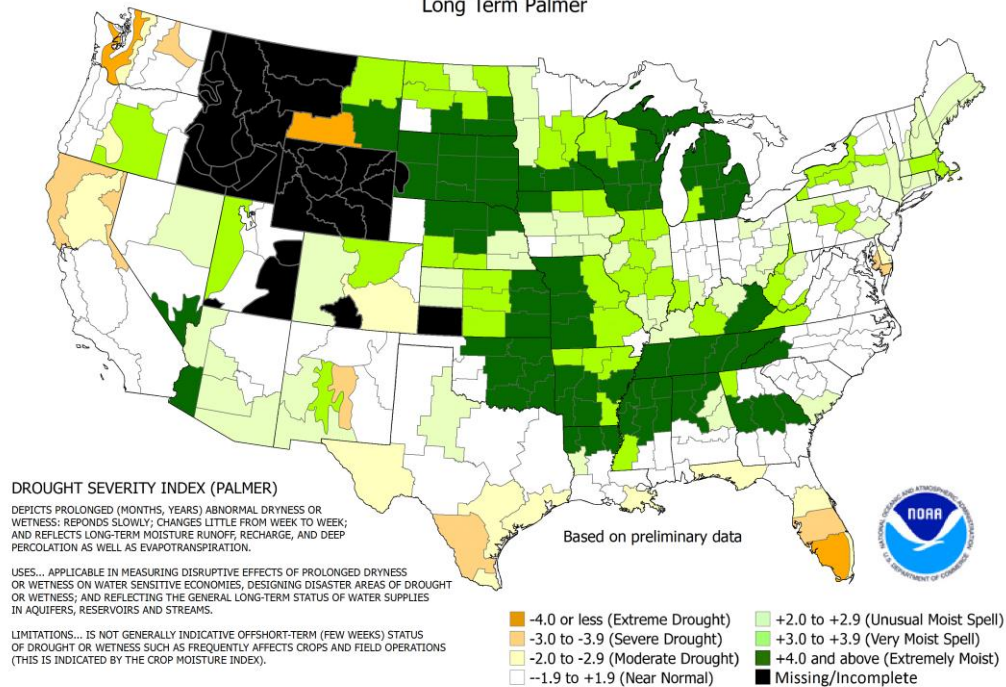 Long Term Palmer
DROUGHT SEVERITY INDEX (PALMER)
DEPICTS PROLONGED (MONTHS, YEARS) ABNORMAL DRYNESS OR
WETNESS: REPONDS SLOWLY; CHANGES LITTLE FROM WEEK TO WEEK;
AND REFLECTS LONG-TERM MOISTURE RUNOFF, RECHARGE, AND DEEP
PERCOLATION AS WELL AS EVAPOTRANSPIRATION.
USES... APPLICABLE IN MEASURING DISRUPTIVE EFFECTS OF PROLONGED DRYNESS
OR WETNESS ON WATER SENSITIVE ECONOMIES, DESIGNING DISASTER AREAS OF DROUGHT
OR WETNESS; AND REFLECTING THE GENERAL LONG-TERM STATUS OF WATER SUPPLIES
IN AQUIFERS, RESERVOIRS AND STREAMS.
LIMITATIONS... IS NOT GENERALLY INDICATIVE OFFSHORT-TERM (FEW WEEKS) STATUS
OF DROUGHT OR WETNESS SUCH AS FREQUENTLY AFFECTS CROPS AND FIELD OPERATIONS
(THIS IS INDICATED BY THE CROP MOISTURE INDEX).
Based on preliminary data
NATIONAL OCEANIC AND ATMOSPHERIC ADMINISTRATION
NOAA
U.S. DEPARTMENT OF COMMERCE
-4.0 or less (Extreme Drought)
-3.0 to -3.9 (Severe Drought)
-2.0 to -2.9 (Moderate Drought)
--1.9 to +1.9 (Near Normal)
+2.0 to +2.9 (Unusual Moist Spell)
+3.0 to +3.9 (Very Moist Spell)
+4.0 and above (Extremely Moist)
Missing/Incomplete